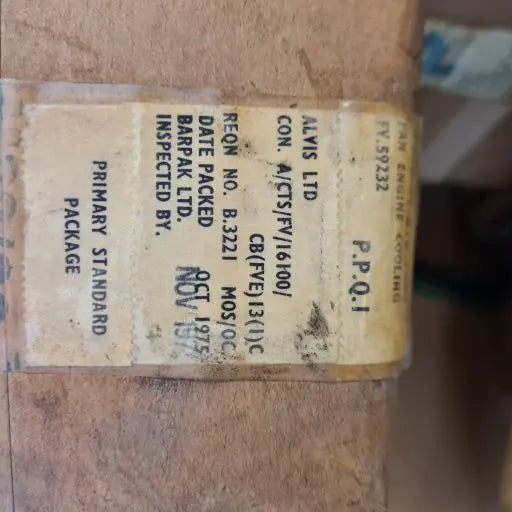 FAN ENGINE COOLING
FV.59232
P.P.Q.1
ALVIS LTD
CON. A/CTS/FV/16100/
CB(FVE)13(1)C
REQN NO. B.3221 MOS/OC
DATE PACKED OCT 1975
BARPAK LTD. NOV
INSPECTED BY.
PRIMARY STANDARD
PACKAGE